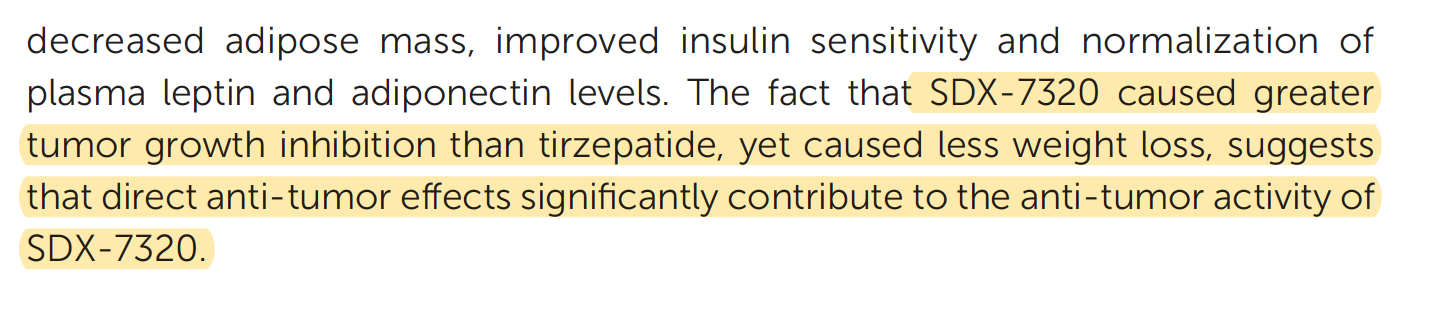 decreased adipose mass, improved insulin sensitivity and normalization of
plasma leptin and adiponectin levels. The fact that SDX-7320 caused greater
tumor growth inhibition than tirzepatide, yet caused less weight loss, suggests
that direct anti-tumor effects significantly contribute to the anti-tumor activity of
SDX-7320.